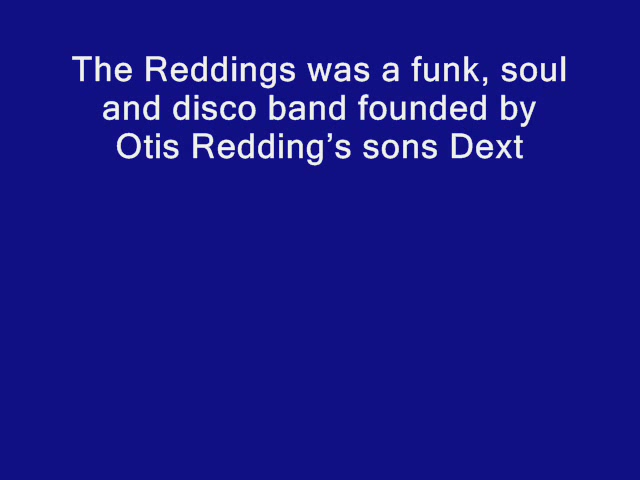 The Reddings was a funk, soul
and disco band founded by
Otis Redding’s sons Dext